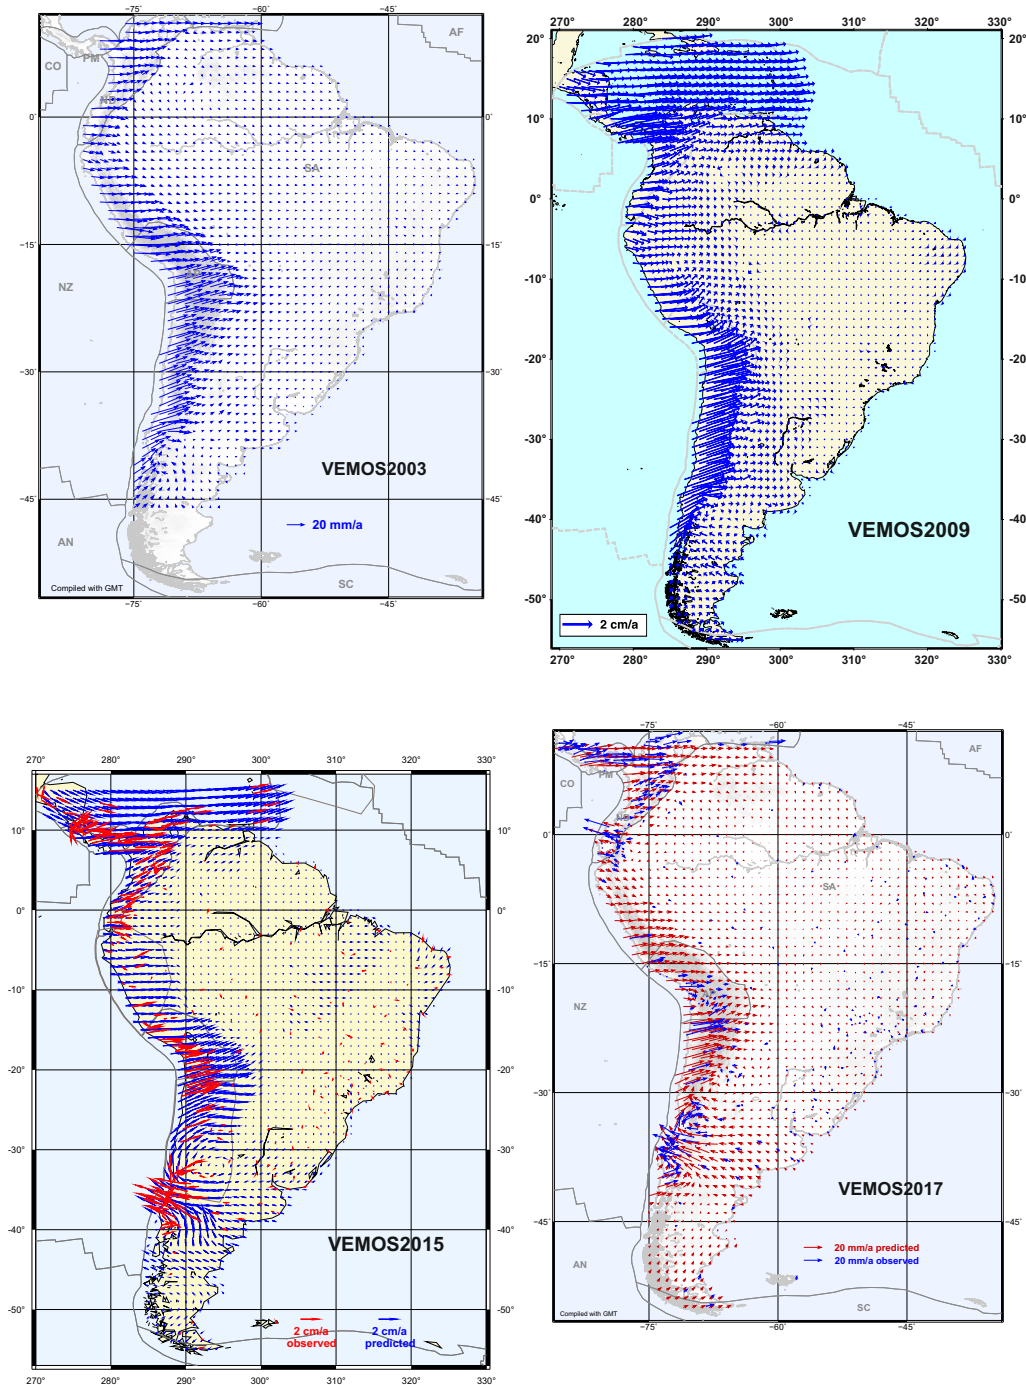 −75˚ −60˚ −45˚
AF
PM
CO
ND
0˚ 0˚
SA
−15˚ −15˚
NZ
−30˚ −30˚
VEMOS2003
−45˚ −45˚
20 mm/a
AN
SC
Compiled with GMT
−75˚ −60˚ −45˚
270° 280° 290° 300° 310° 320° 330°
20° 20°
10° 10°
0° 0°
-10° -10°
-20° -20°
-30° -30°
-40° -40°
VEMOS2009
-50° -50°
2 cm/a
270° 280° 290° 300° 310° 320° 330°
270° 280° 290° 300° 310° 320° 330°
10° 10°
0° 0°
-10° -10°
-20° -20°
-30° -30°
-40° -40°
VEMOS2015
-50° -50°
2 cm/a 2 cm/a
observed predicted
270° 280° 290° 300° 310° 320° 330°
−75˚ −60˚ −45˚
AF
PM
CO
ND
0˚ 0˚
SA
−15˚ −15˚
NZ
−30˚ −30˚
VEMOS2017
−45˚ −45˚
20 mm/a predicted
20 mm/a observed
AN
SC
Compiled with GMT
−75˚ −60˚ −45˚